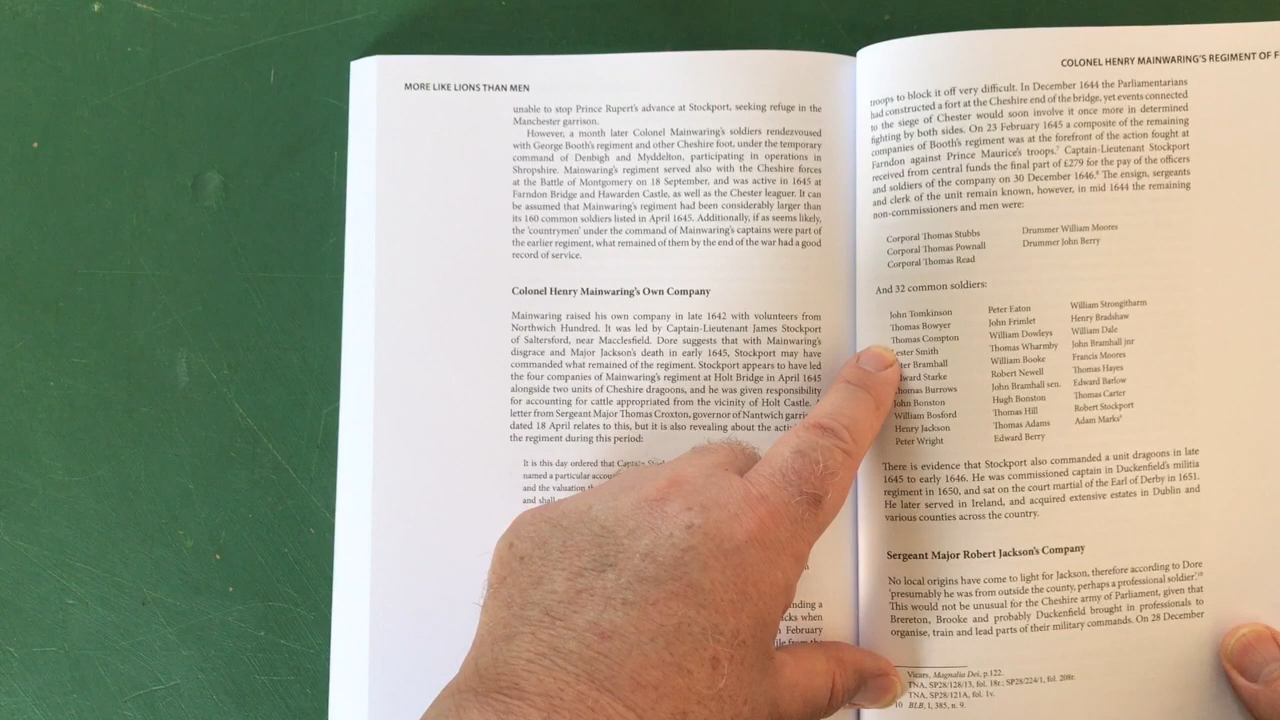 MORE LIKE LIONS THAN MEN
unable to stop Prince Rupert's advance at Stockport, seeking refuge in the
Manchester garrison.
However, a month later Colonel Mainwaring's soldiers rendezvoused
with George Booth's regiment and other Cheshire foot, under the temporary
command of Denbigh and Myddelton, participating in operations in
Shropshire. Mainwaring's regiment served also with the Cheshire forces
at the Battle of Montgomery on 18 September, and was active in 1645 at
Farndon Bridge and Hawarden Castle, as well as the Chester leaguer. It can
be assumed that Mainwaring's regiment had been considerably larger than
its 160 common soldiers listed in April 1645. Additionally, if as seems likely,
the 'countrymen' under the command of Mainwaring's captains were part of
the earlier regiment, what remained of them by the end of the war had a good
record of service.
Colonel Henry Mainwaring's Own Company
Mainwaring raised his own company in late 1642 with volunteers from
Northwich Hundred. It was led by Captain-Lieutenant James Stockport
of Saltersford, near Macclesfield. Dore suggests that with Mainwaring's
disgrace and Major Jackson's death in early 1645, Stockport may have
commanded what remained of the regiment. Stockport appears to have led
the four companies of Mainwaring's regiment at Holt Bridge in April 1645
alongside two units of Cheshire dragoons, and he was given responsibility
for accounting for cattle appropriated from the vicinity of Holt Castle.
letter from Sergeant Major Thomas Croxton, governor of Nantwich
dated 18 April relates to this, but it is also revealing about the
the regiment during this period:
It is this day ordered that
named a particular
and the valuation
and
when
February
COLONEL HENRY MAINWARING'S REGIMENT OF F
troops to block it off very difficult. In December 1644 the Parliamentarians
had constructed a fort at the Cheshire end of the bridge, yet events connected
to the siege of Chester would soon involve it once more in determined
fighting by both sides. On 23 February 1645 a composite of the remaining
companies of Booth's regiment was at the forefront of the action fought at
Farndon against Prince Maurice's troops.⁷ Captain-Lieutenant Stockport
received from central funds the final part of £279 for the pay of the officers
and soldiers of the company on 30 December 1646.⁸ The ensign, sergeants
and clerk of the unit remain known, however, in mid 1644 the remaining
non-commissioners and men were:
Corporal Thomas Stubbs Drummer William Moores
Corporal Thomas Pownall Drummer John Berry
Corporal Thomas Read
And 32 common soldiers:
John Tomkinson Peter Eaton William Strongitharm
Thomas Bowyer John Frimlet Henry Bradshaw
Thomas Compton William Dowleys William Dale
Smith Thomas Wharmby John Bramhall jnr
Bramhall William Booke Francis Moores
Starke Robert Newell Thomas Hayes
Thomas Burrows John Bramhall sen. Edward Barlow
John Bonston Hugh Bonston Thomas Carter
William Bosford Thomas Hill Robert Stockport
Henry Jackson Thomas Adams Adam Marks⁹
Peter Wright Edward Berry
There is evidence that Stockport also commanded a unit dragoons in late
1645 to early 1646. He was commissioned captain in Duckenfield's militia
regiment in 1650, and sat on the court martial of the Earl of Derby in 1651.
He later served in Ireland, and acquired extensive estates in Dublin and
various counties across the country.
Sergeant Major Robert Jackson's Company
No local origins have come to light for Jackson, therefore according to Dore
'presumably he was from outside the county, perhaps a professional soldier'.¹⁰
This would not be unusual for the Cheshire army of Parliament, given that
Brereton, Brooke and probably Duckenfield brought in professionals to
organise, train and lead parts of their military commands. On 28 December
Vicars, Magnalia Dei, p.122.
TNA, SP28/128/13, fol. 18r.; SP28/224/1, fol. 208r.
TNA, SP28/121A, fol. 1v.
10 BLB, I, 385, n. 9.